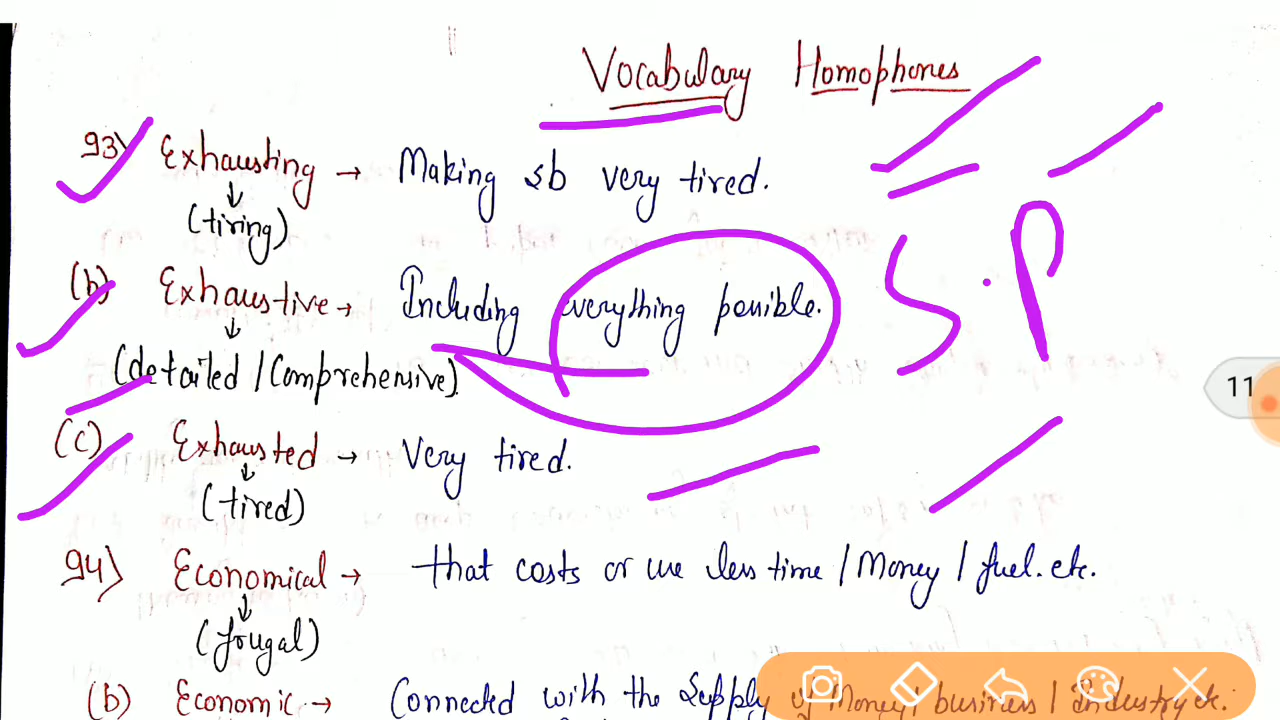 Vocabulary Homophones
93) Exhausting → Making sb very tired.
(tiring)
(b) Exhaustive → Including everything possible.
(detailed / Comprehensive)
(c) Exhausted → Very tired.
(tired)
94) Economical → that costs or use less time / Money / fuel. etc.
(frugal)
(b) Economic → Connected with the Supply of Money / business / Industry etc.
S.P
11